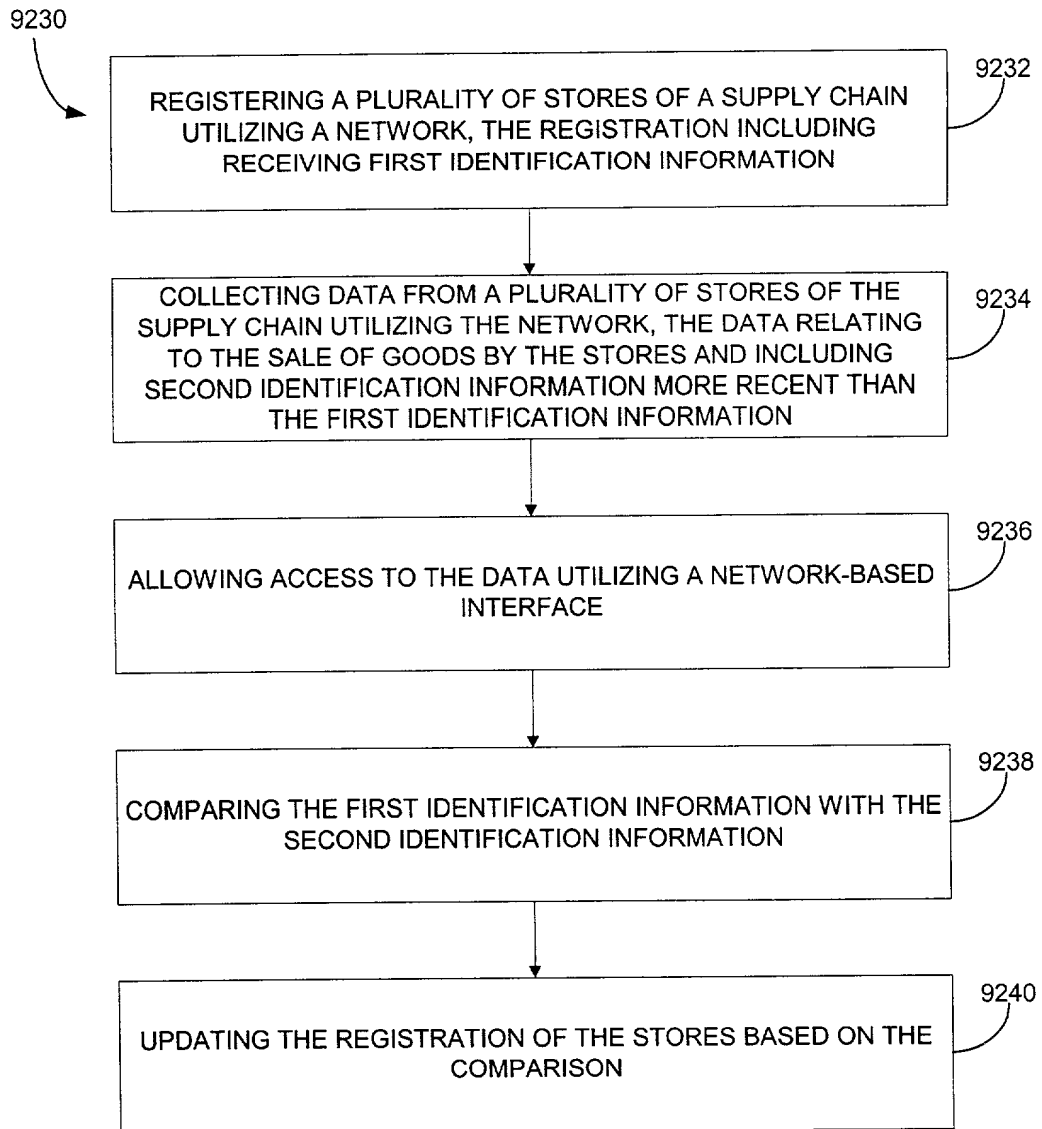 9230
9232
REGISTERING A PLURALITY OF STORES OF A SUPPLY CHAIN
UTILIZING A NETWORK, THE REGISTRATION INCLUDING
RECEIVING FIRST IDENTIFICATION INFORMATION
9234
COLLECTING DATA FROM A PLURALITY OF STORES OF THE
SUPPLY CHAIN UTILIZING THE NETWORK, THE DATA RELATING
TO THE SALE OF GOODS BY THE STORES AND INCLUDING
SECOND IDENTIFICATION INFORMATION MORE RECENT THAN
THE FIRST IDENTIFICATION INFORMATION
9236
ALLOWING ACCESS TO THE DATA UTILIZING A NETWORK-BASED
INTERFACE
9238
COMPARING THE FIRST IDENTIFICATION INFORMATION WITH THE
SECOND IDENTIFICATION INFORMATION
9240
UPDATING THE REGISTRATION OF THE STORES BASED ON THE
COMPARISON